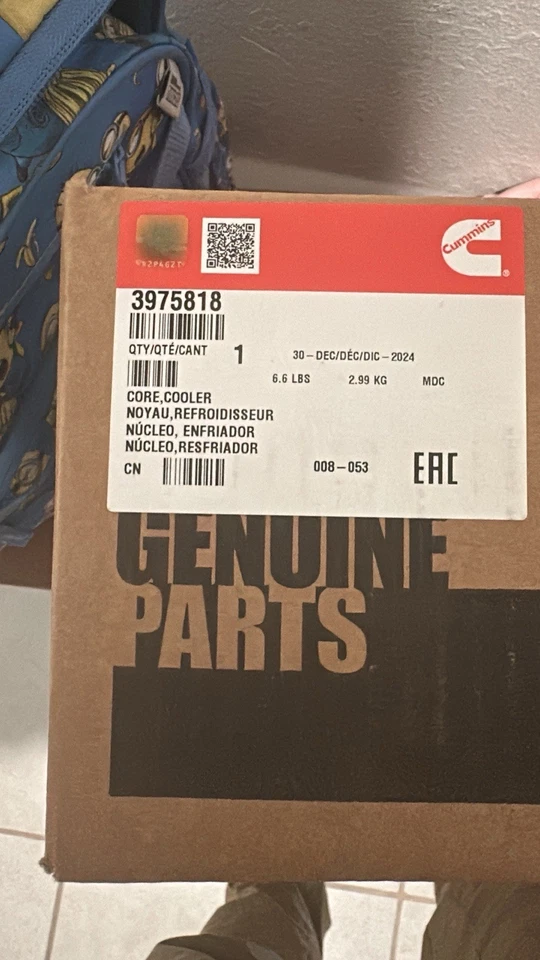 Cummins
®
3975818
QTY/QTÉ/CANT 1 30-DEC/DÉC/DIC-2024
6.6 LBS 2.99 KG MDC
CORE,COOLER
NOYAU,REFROIDISSEUR
NÚCLEO, ENFRIADOR
NÚCLEO,RESFRIADOR
CN 008-053 EAC
GENUINE
PARTS